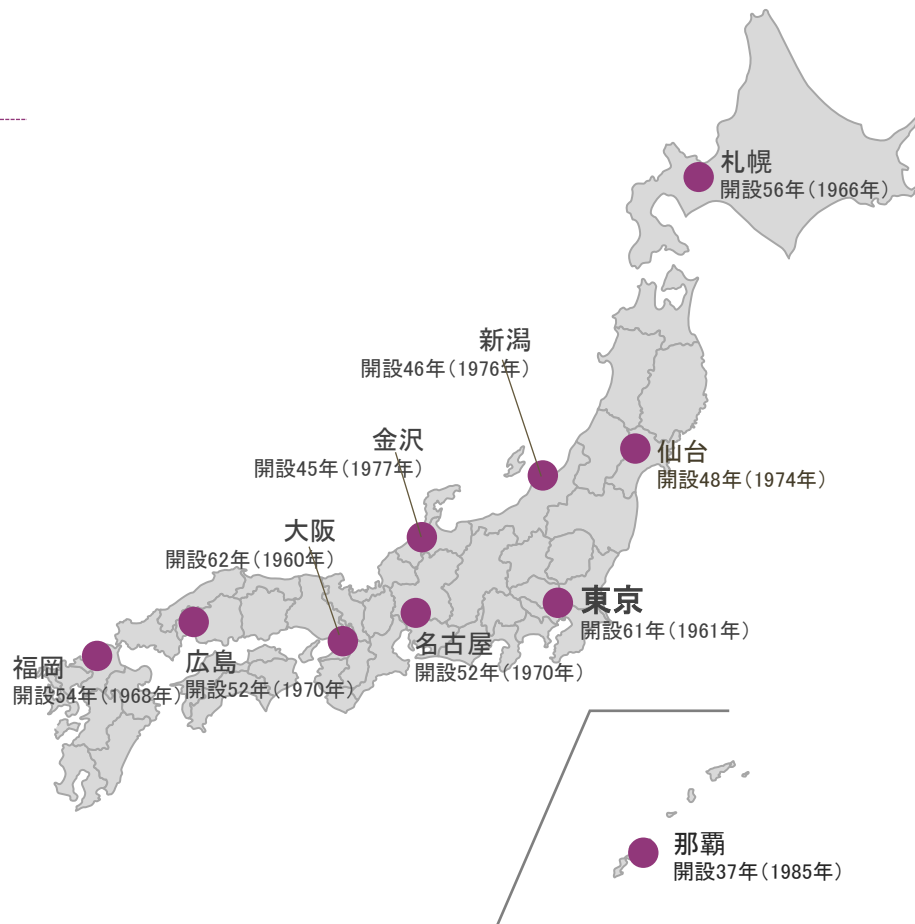 札幌
開設56年（1966年）
新潟
開設46年（1976年）
金沢
開設45年（1977年）
仙台
開設48年（1974年）
大阪
開設62年（1960年）
東京
開設61年（1961年）
名古屋
開設52年（1970年）
広島
開設52年（1970年）
福岡
開設54年（1968年）
那覇
開設37年（1985年）